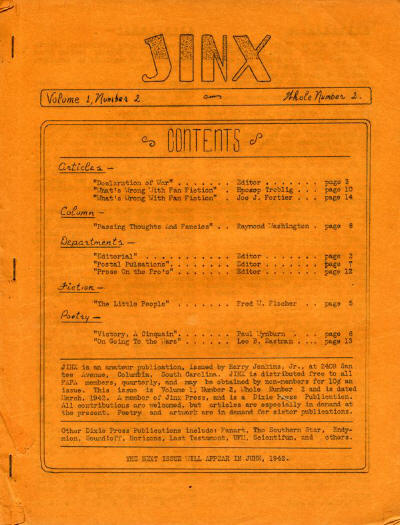 JINX
Volume 1, Number 2 Whole Number 2.
CONTENTS
Articles —
"Declaration of War" . . . . . . . Editor . . . . . . . . page 2
"What's Wrong With Fan Fiction" . Treblig . . . page 10
"What's Wrong With Fan Fiction" . Joe J. Fortier . . . page 14
Column —
"Passing Thoughts And Fancies" . . Raymond Washington . page 8
Departments —
"Editorial" . . . . . . . . . . . Editor . . . . . . . . page 2
"Postal Pulsations" . . . . . . . Editor . . . . . . . . page 7
"Prose On the Pro's" . . . . . . . Editor . . . . . . . . page 12
Fiction —
"The Little People" . . . . . . . Fred W. Fischer . . page 5
Poetry —
"Victory, A Cinquain" . . . . . . Paul Wynburn . . . page 6
"On Going To the Wars" . . . . . . Lee B. Eastman . . . page 13
JINX is an amateur publication, issued by Harry Jenkins, Jr., at 2409 San
tee Avenue, Columbia, South Carolina. JINX is distributed free to all
FAPA members, quarterly, and may be obtained by non-members for 10¢ an
issue. This issue is Volume 1, Number 2, Whole Number 2 and is dated
March, 1942. A member of Jinx Press, and is a Dixie Press Publication.
All contributions are welcomed, but articles are especially in demand at
the present. Poetry and artwork are in demand for sister publications.
Other Dixie Press Publications include: Fanart, The Southern Star, Endy-
mion, Soundioff, Horizons, Last Testament, UFU, Scientifun, and others.
THE NEXT ISSUE WILL APPEAR IN JUNE, 1942.